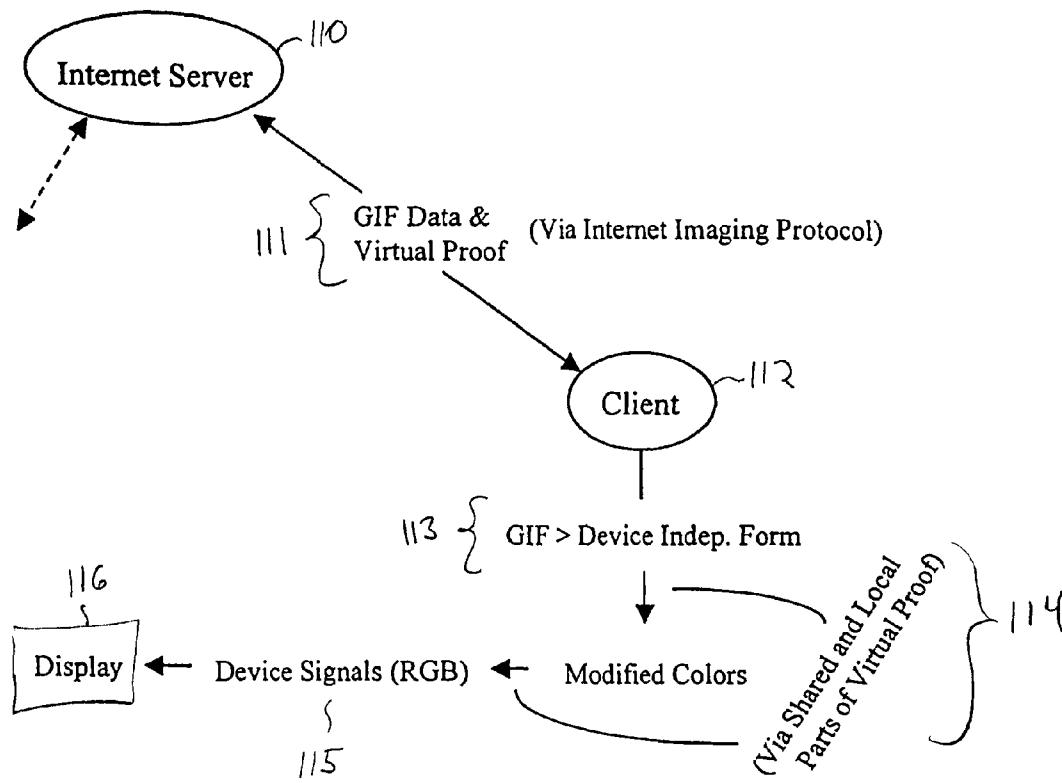 110
Internet Server
111
GIF Data &
Virtual Proof
(Via Internet Imaging Protocol)
112
Client
113
GIF > Device Indep. Form
114
(Via Shared and Local
Parts of Virtual Proof)
116
Display
Device Signals (RGB)
Modified Colors
115